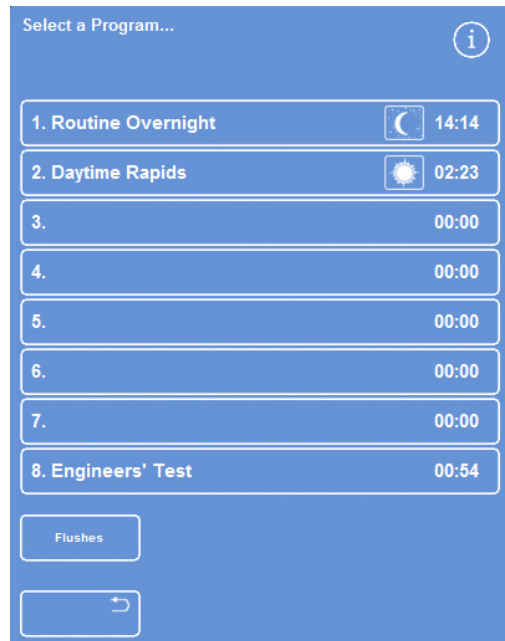 Select a Program...
i
1. Routine Overnight 14:14
2. Daytime Rapids 02:23
3. 00:00
4. 00:00
5. 00:00
6. 00:00
7. 00:00
8. Engineers' Test 00:54
Flushes